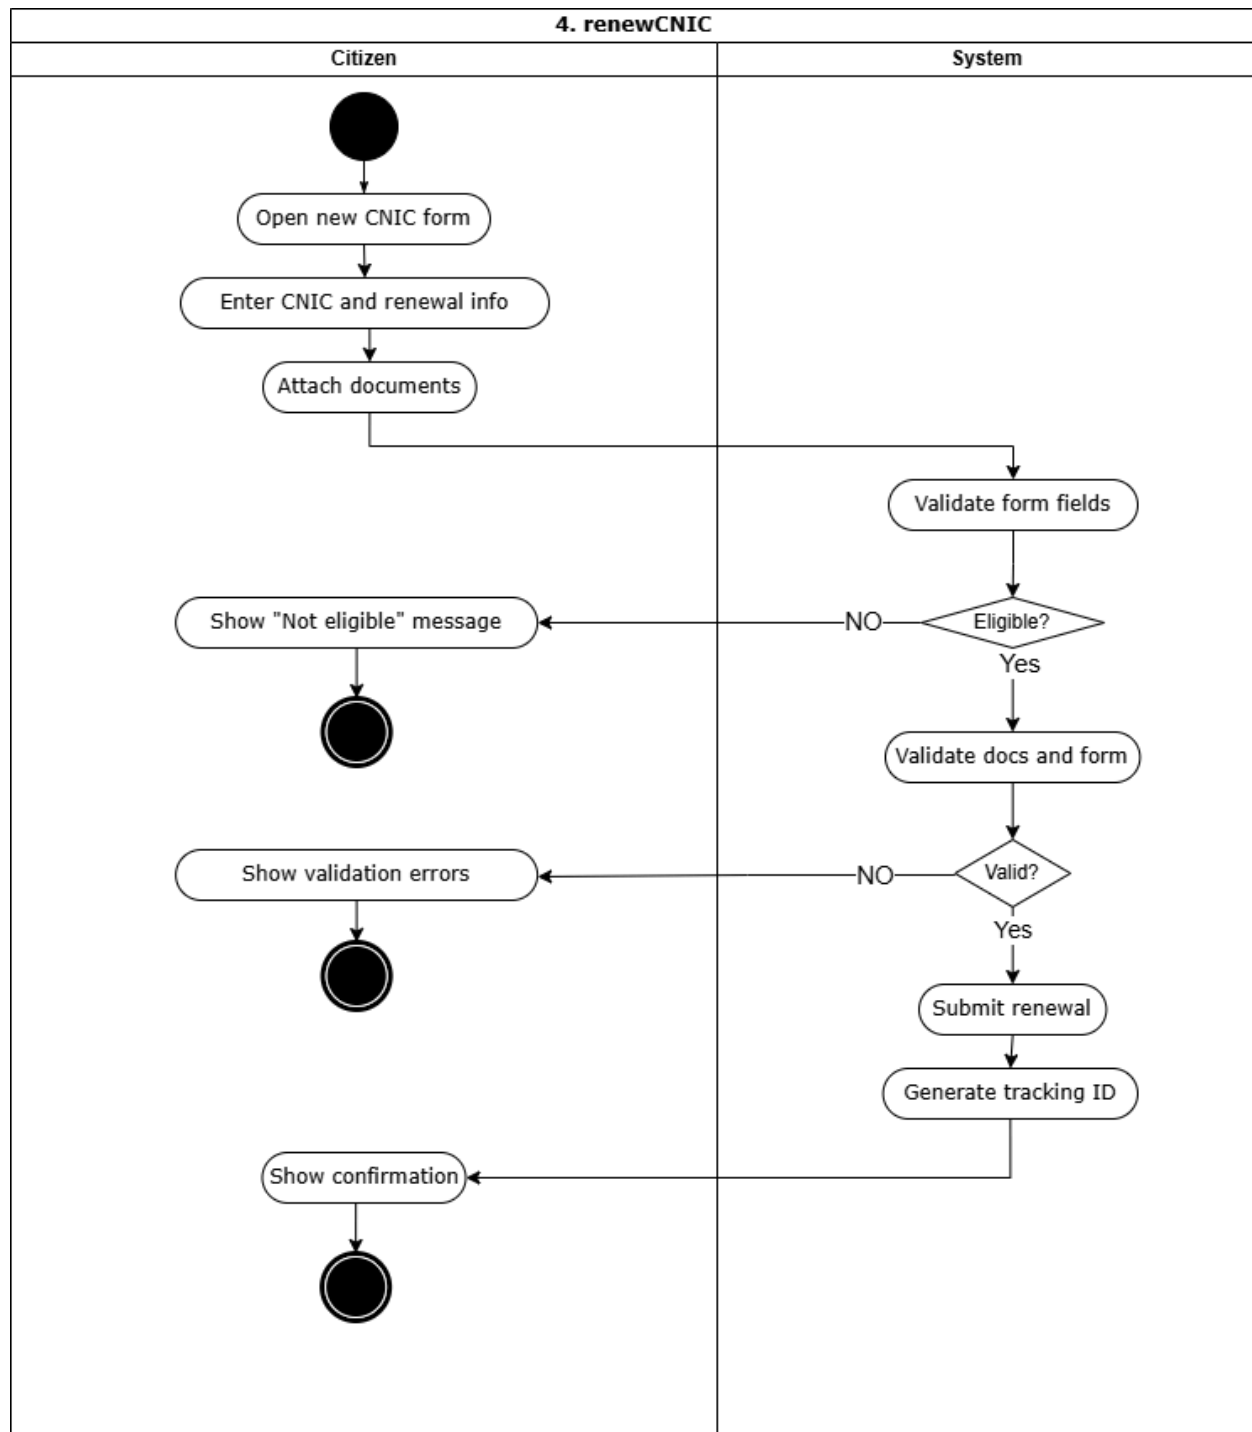 4. renewCNIC
Citizen
System
Open new CNIC form
Enter CNIC and renewal info
Attach documents
Validate form fields
Show "Not eligible" message
NO
Eligible?
Yes
Validate docs and form
Show validation errors
NO
Valid?
Yes
Submit renewal
Generate tracking ID
Show confirmation